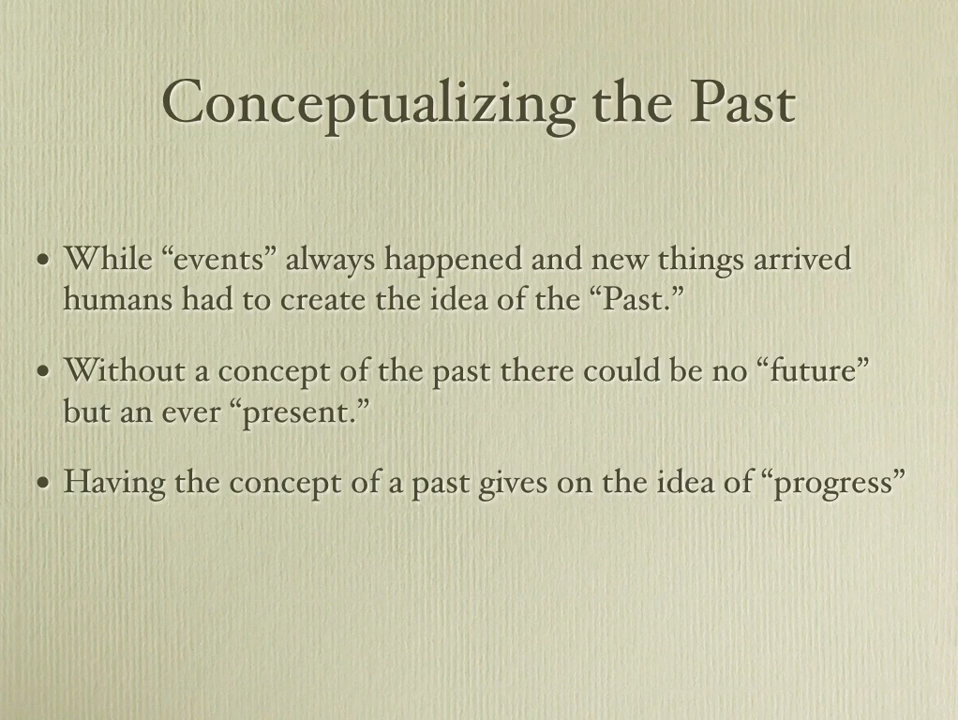 Conceptualizing the Past
• While “events” always happened and new things arrived
humans had to create the idea of the “Past.”
• Without a concept of the past there could be no “future”
but an ever “present.”
• Having the concept of a past gives on the idea of “progress”